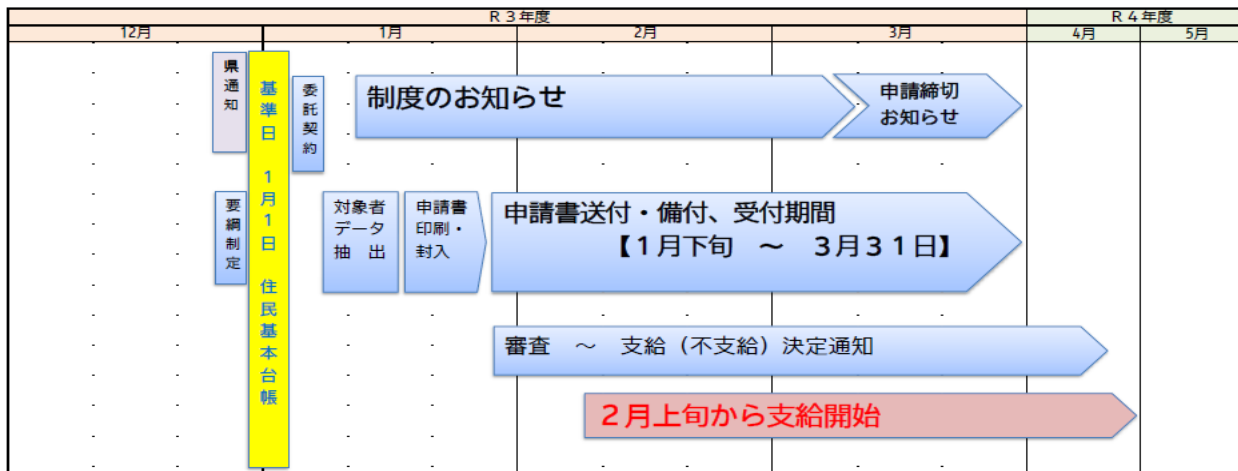 R3年度
R4年度
12月
1月
2月
3月
4月
5月
県通知
基準日 1月1日 住民基本台帳
委託契約
制度のお知らせ
申請締切
お知らせ
要綱制定
対象者
データ
抽 出
申請書
印刷・
封入
申請書送付・備付、受付期間
【1月下旬 ~ 3月31日】
審査 ~ 支給(不支給)決定通知
2月上旬から支給開始